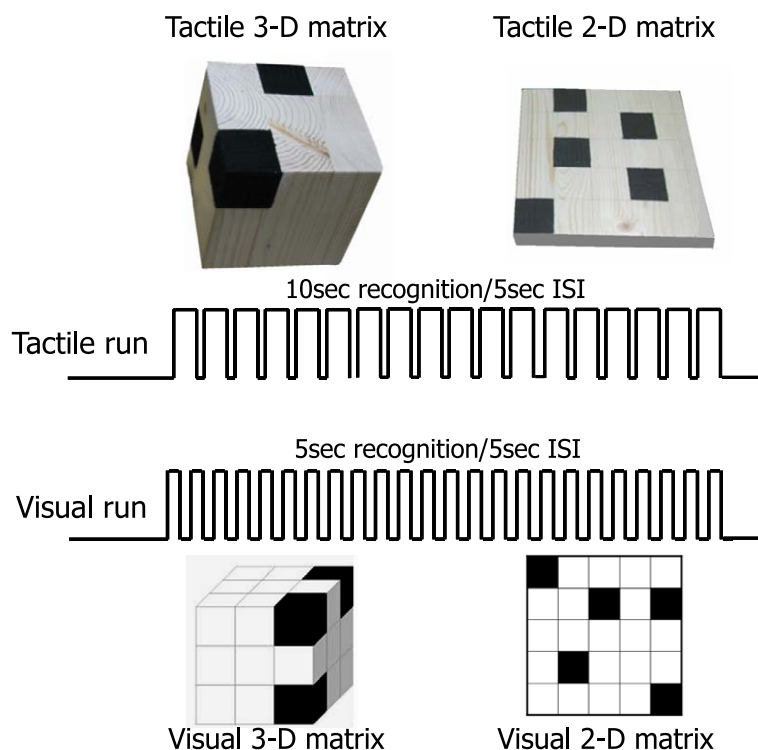 Tactile 3-D matrix
Tactile 2-D matrix
10sec recognition/5sec ISI
Tactile run
5sec recognition/5sec ISI
Visual run
Visual 3-D matrix
Visual 2-D matrix